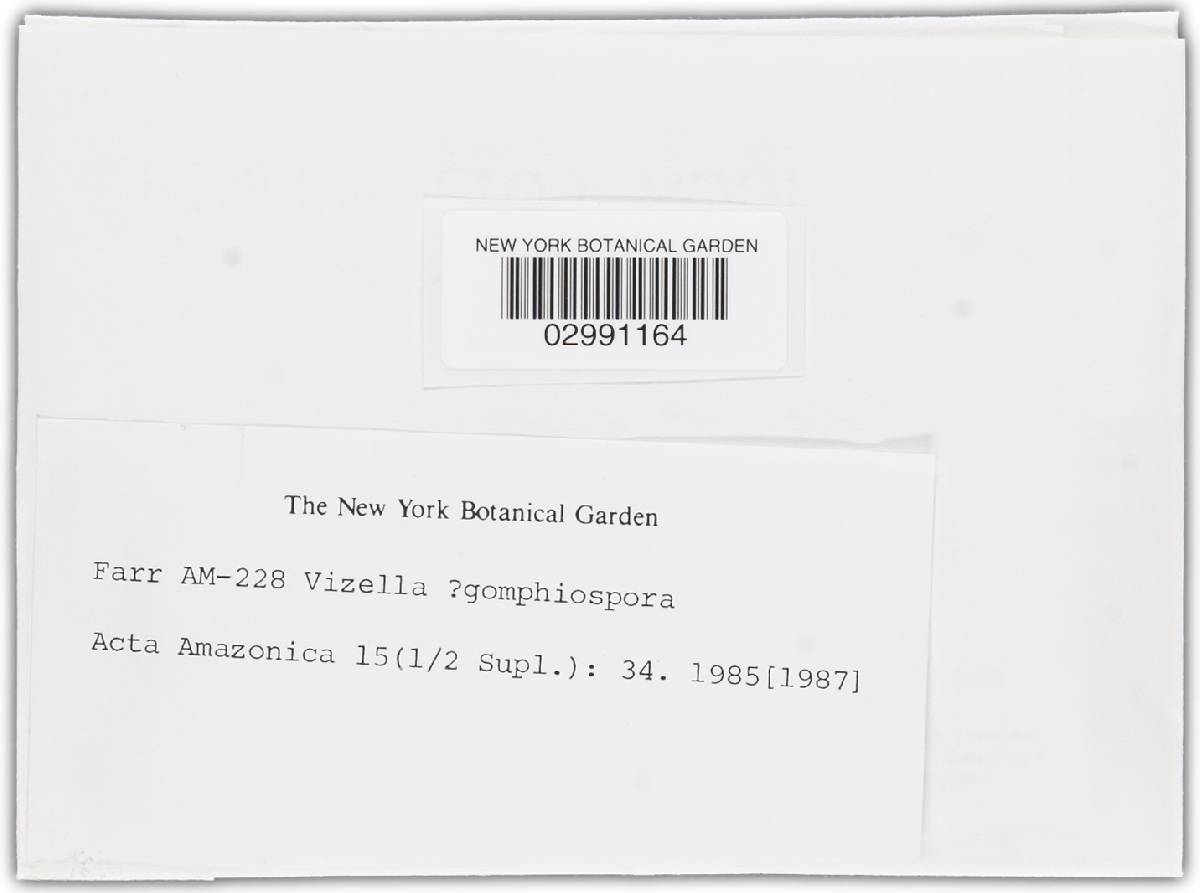 NEW YORK BOTANICAL GARDEN
02991164
The New York Botanical Garden
Farr AM-228 Vizella ?gomphiospora
Acta Amazonica 15(1/2 Supl.): 34. 1985[1987]